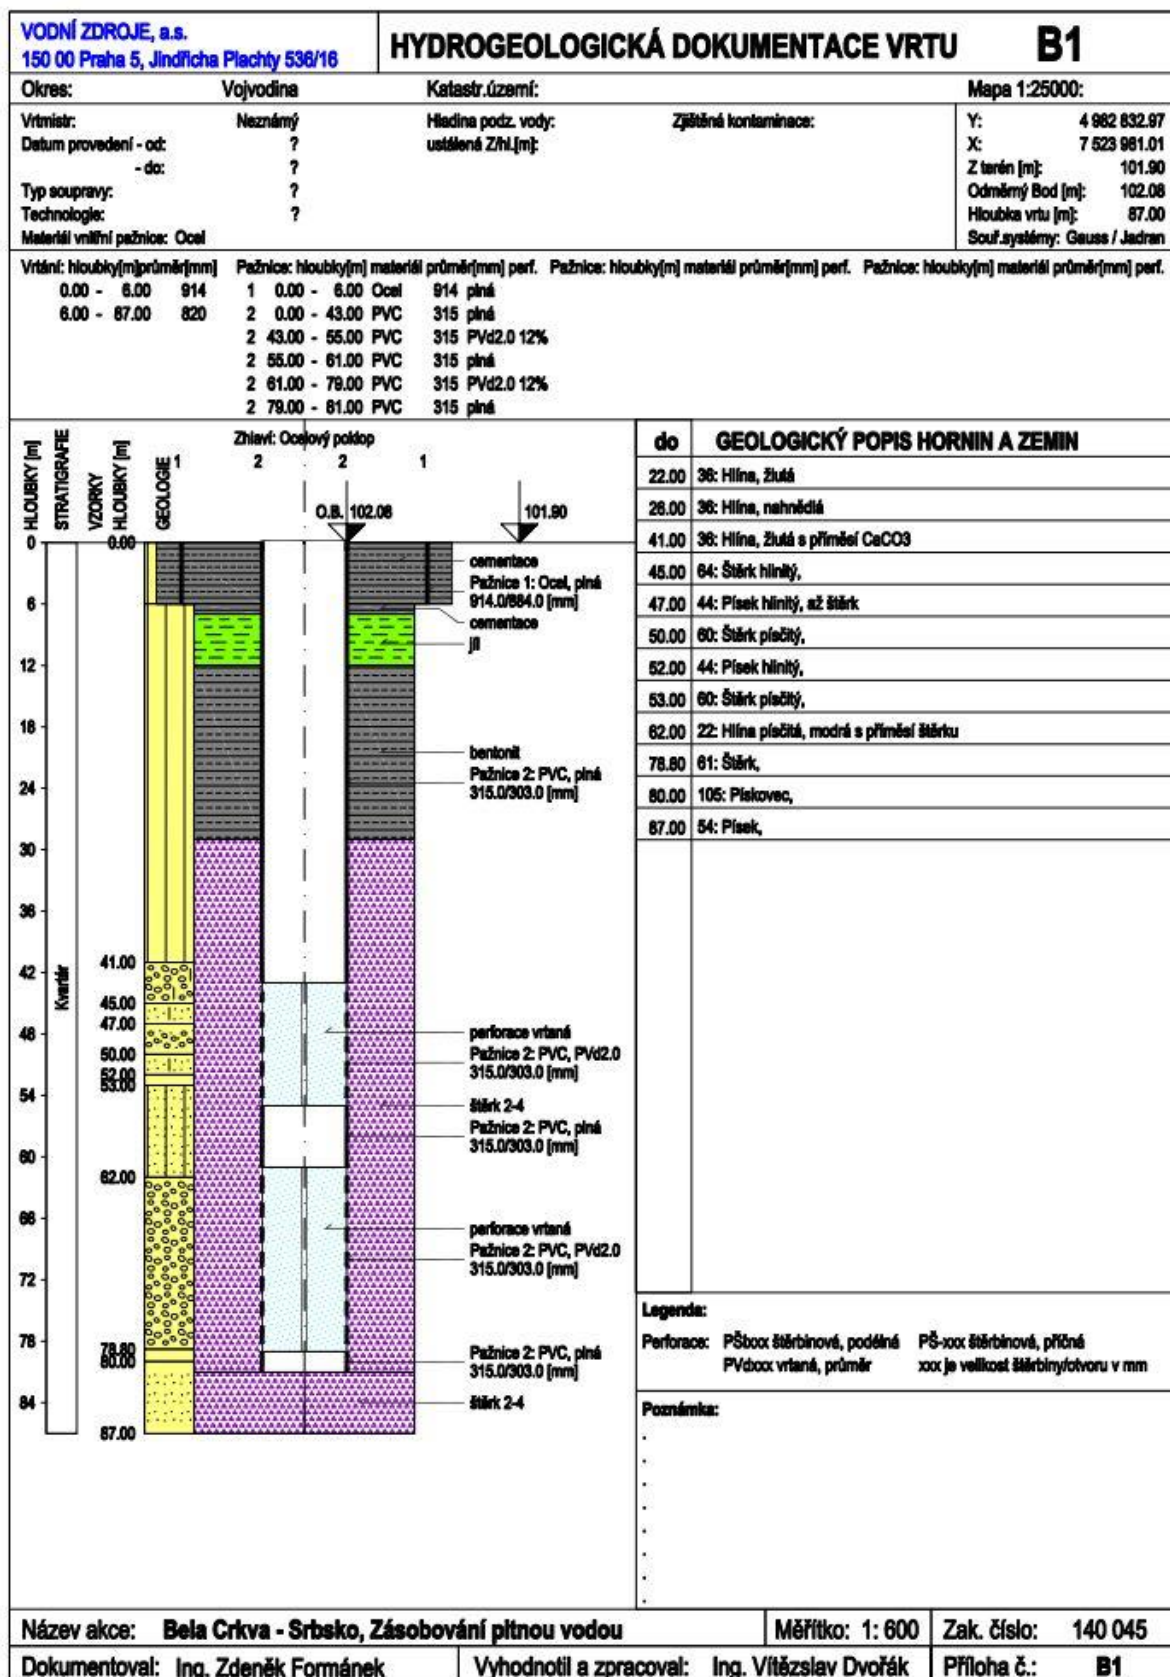 VODNÍ ZDROJE, a.s.
150 00 Praha 5, Jindřicha Plachty 536/16
HYDROGEOLOGICKÁ DOKUMENTACE VRTU B1
Okres: Vojvodina Katastr.území: Mapa 1:25000:
Vrtmistr: Neznámý Hladina podz. vody: Zjištěná kontaminace: Y: 4 982 832.97
Datum provedení - od: ? ustálená Z/hl.[m]: X: 7 523 981.01
- do: ? Z terén [m]: 101.90
Typ soupravy: ? Odměrný Bod [m]: 102.08
Technologie: ? Hloubka vrtu [m]: 87.00
Materiál vnitřní pažnice: Ocel Souř.systémy: Gauss / Jadran
Vrtání: hloubky[m]průměr[mm] Pažnice: hloubky[m] materiál průměr[mm] perf. Pažnice: hloubky[m] materiál průměr[mm] perf. Pažnice: hloubky[m] materiál průměr[mm] perf.
0.00 - 6.00 914 1 0.00 - 6.00 Ocel 914 plná
6.00 - 87.00 820 2 0.00 - 43.00 PVC 315 plná
2 43.00 - 55.00 PVC 315 PVd2.0 12%
2 55.00 - 61.00 PVC 315 plná
2 61.00 - 79.00 PVC 315 PVd2.0 12%
2 79.00 - 81.00 PVC 315 plná
HLOUBKY [m]
STRATIGRAFIE
VZORKY
HLOUBKY [m]
GEOLOGIE
Zhlaví: Ocelový poklop
1 2 2 1
O.B. 102.08 101.90
0 0.00
cementace
Pažnice 1: Ocel, plná
914.0/884.0 [mm]
6
cementace
jíl
12
18
bentonit
Pažnice 2: PVC, plná
315.0/303.0 [mm]
24
30
36
41.00
42
Kvartér
45.00
47.00
48
perforace vrtaná
Pažnice 2: PVC, PVd2.0
315.0/303.0 [mm]
50.00
52.00
53.00
54
štěrk 2-4
Pažnice 2: PVC, plná
315.0/303.0 [mm]
60
62.00
66
perforace vrtaná
Pažnice 2: PVC, PVd2.0
315.0/303.0 [mm]
72
78
78.80
80.00
Pažnice 2: PVC, plná
315.0/303.0 [mm]
84
štěrk 2-4
87.00
do GEOLOGICKÝ POPIS HORNIN A ZEMIN
22.00 36: Hlína, žlutá
26.00 36: Hlína, nahnědlá
41.00 36: Hlína, žlutá s příměsí CaCO3
45.00 64: Štěrk hlinitý,
47.00 44: Písek hlinitý, až štěrk
50.00 60: Štěrk písčitý,
52.00 44: Písek hlinitý,
53.00 60: Štěrk písčitý,
62.00 22: Hlína písčitá, modrá s příměsí štěrku
78.80 61: Štěrk,
80.00 105: Pískovec,
87.00 54: Písek,
Legenda:
Perforace: PŠbxxx štěrbinová, podélná PŠ-xxx štěrbinová, příčná
PVdxxx vrtaná, průměr xxx je velikost štěrbiny/otvoru v mm
Poznámka:
.
.
.
.
.
.
.
.
Název akce: Bela Crkva - Srbsko, Zásobování pitnou vodou Měřítko: 1: 600 Zak. číslo: 140 045
Dokumentoval: Ing. Zdeněk Formánek Vyhodnotil a zpracoval: Ing. Vítězslav Dvořák Příloha č.: B1